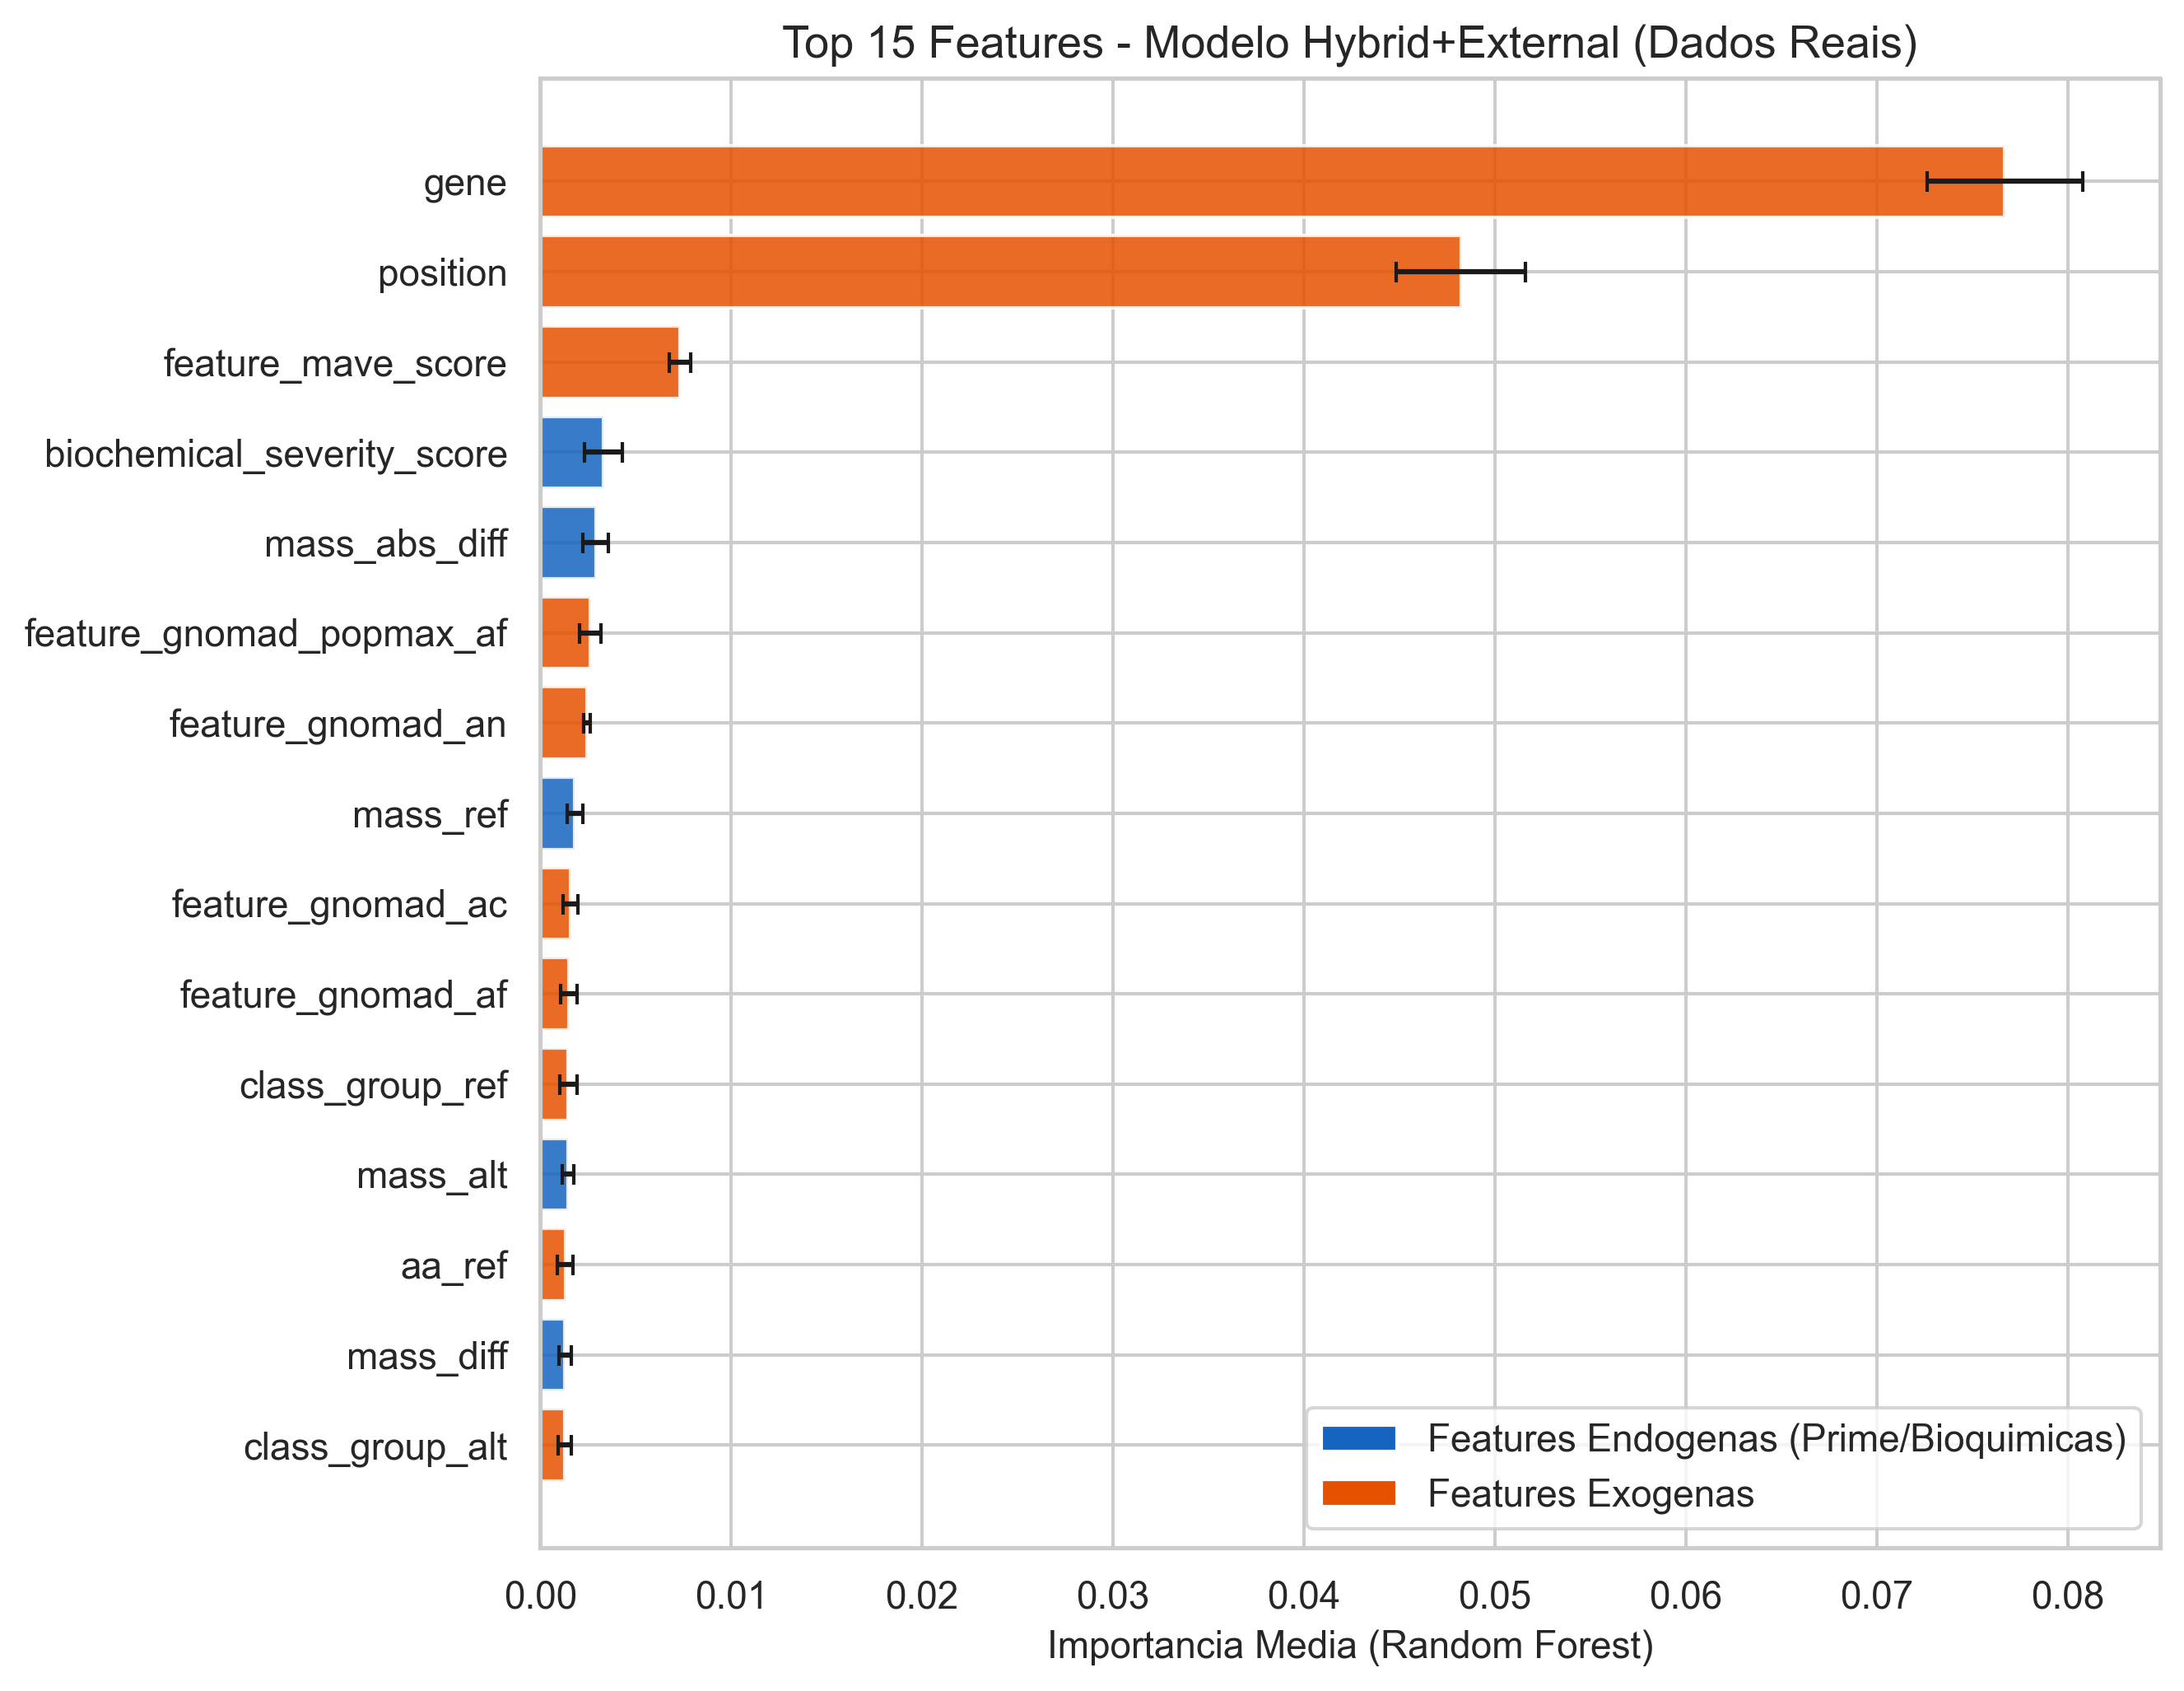 Top 15 Features - Modelo Hybrid+External (Dados Reais)
gene
position
feature_mave_score
biochemical_severity_score
mass_abs_diff
feature_gnomad_popmax_af
feature_gnomad_an
mass_ref
feature_gnomad_ac
feature_gnomad_af
class_group_ref
mass_alt
aa_ref
mass_diff
class_group_alt
Features Endogenas (Prime/Bioquimicas)
Features Exogenas
0.00 0.01 0.02 0.03 0.04 0.05 0.06 0.07 0.08
Importancia Media (Random Forest)